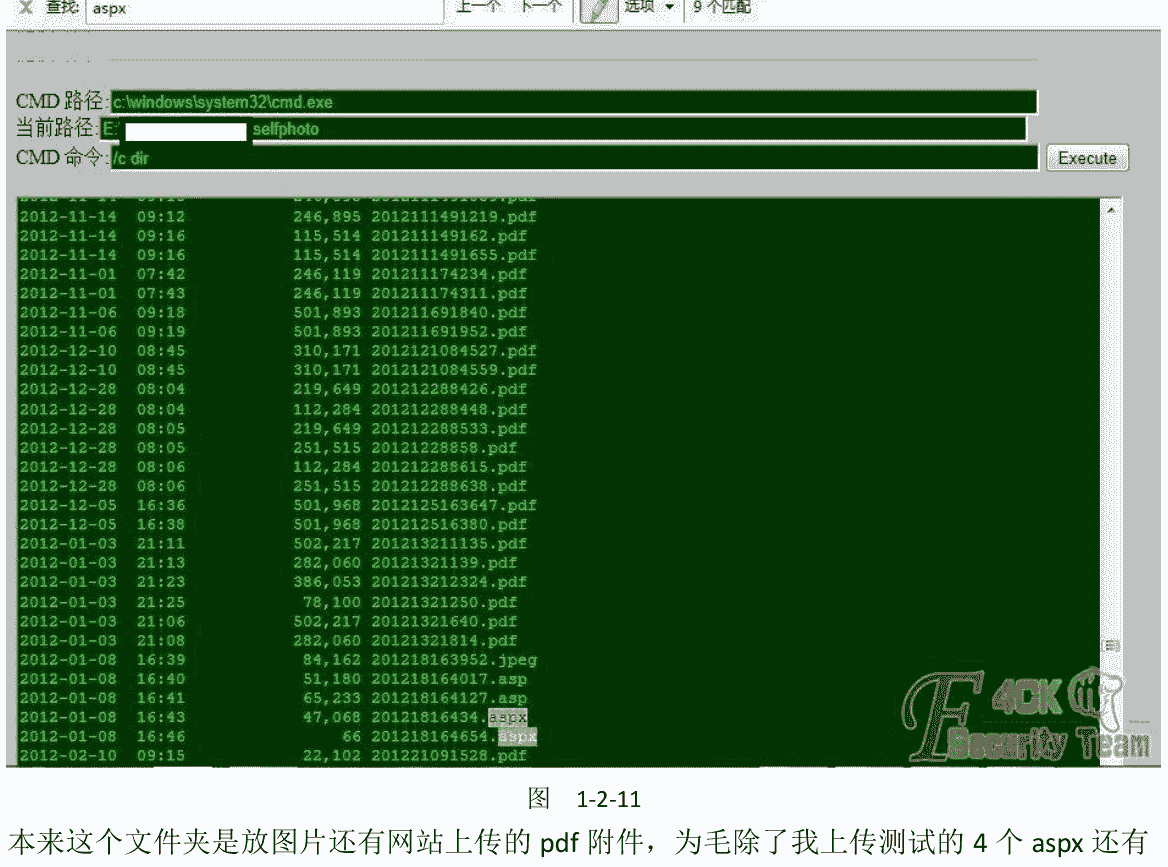 查找: aspx 上一个 下一个 选项 9 个匹配
CMD 路径: c:\windows\system32\cmd.exe
当前路径: E: selfphoto
CMD 命令: /c dir Execute
2012-11-14 09:12 246,895 2012111491219.pdf
2012-11-14 09:16 115,514 201211149162.pdf
2012-11-14 09:16 115,514 2012111491655.pdf
2012-11-01 07:42 246,119 201211174234.pdf
2012-11-01 07:43 246,119 201211174311.pdf
2012-11-06 09:18 501,893 201211691840.pdf
2012-11-06 09:19 501,893 201211691952.pdf
2012-12-10 08:45 310,171 2012121084527.pdf
2012-12-10 08:45 310,171 2012121084559.pdf
2012-12-28 08:04 219,649 201212288426.pdf
2012-12-28 08:04 112,284 201212288448.pdf
2012-12-28 08:05 219,649 201212288533.pdf
2012-12-28 08:05 251,515 20121228858.pdf
2012-12-28 08:06 112,284 201212288615.pdf
2012-12-28 08:06 251,515 201212288638.pdf
2012-12-05 16:36 501,968 2012125163647.pdf
2012-12-05 16:38 501,968 201212516380.pdf
2012-01-03 21:11 502,217 201213211135.pdf
2012-01-03 21:13 282,060 20121321139.pdf
2012-01-03 21:23 386,053 201213212324.pdf
2012-01-03 21:25 78,100 20121321250.pdf
2012-01-03 21:06 502,217 20121321640.pdf
2012-01-03 21:08 282,060 20121321814.pdf
2012-01-08 16:39 84,162 201218163952.jpeg
2012-01-08 16:40 51,180 201218164017.asp
2012-01-08 16:41 65,233 201218164127.asp
2012-01-08 16:43 47,068 20121816434.aspx
2012-01-08 16:46 66 201218164654.aspx
2012-02-10 09:15 22,102 201221091528.pdf
F4CK
Security Team
图 1-2-11
本来这个文件夹是放图片还有网站上传的 pdf 附件，为毛除了我上传测试的 4 个 aspx 还有